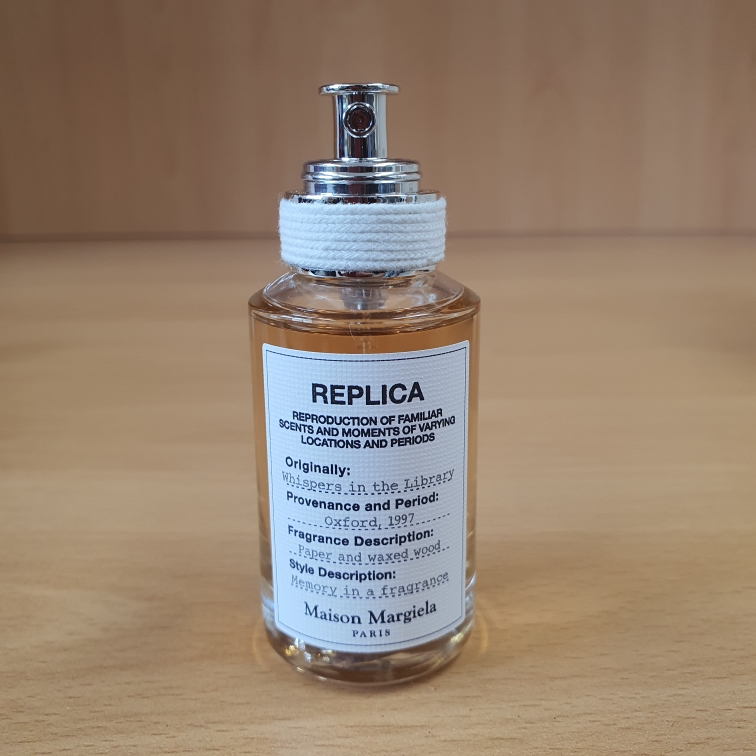 REPLICA
REPRODUCTION OF FAMILIAR
SCENTS AND MOMENTS OF VARYING
LOCATIONS AND PERIODS
Originally:
Whispers in the Library
Provenance and Period:
Oxford, 1997
Fragrance Description:
Paper and waxed wood
Style Description:
Memory in a fragrance
Maison Margiela
PARIS